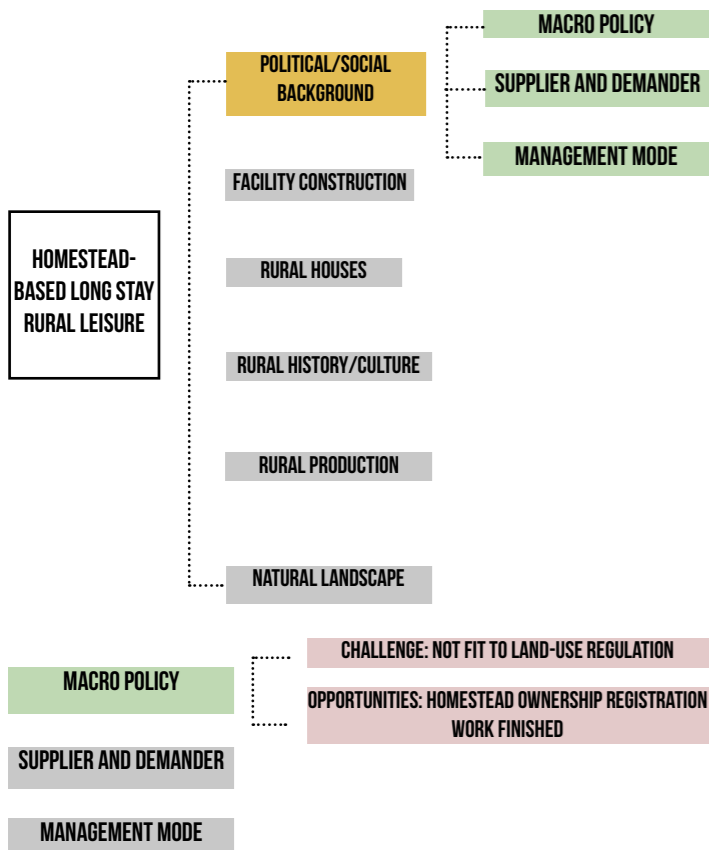 MACRO POLICY
POLITICAL/SOCIAL
BACKGROUND
SUPPLIER AND DEMANDER
MANAGEMENT MODE
FACILITY CONSTRUCTION
HOMESTEAD-
BASED LONG STAY
RURAL LEISURE
RURAL HOUSES
RURAL HISTORY/CULTURE
RURAL PRODUCTION
NATURAL LANDSCAPE
MACRO POLICY
CHALLENGE: NOT FIT TO LAND-USE REGULATION
OPPORTUNITIES: HOMESTEAD OWNERSHIP REGISTRATION
WORK FINISHED
SUPPLIER AND DEMANDER
MANAGEMENT MODE